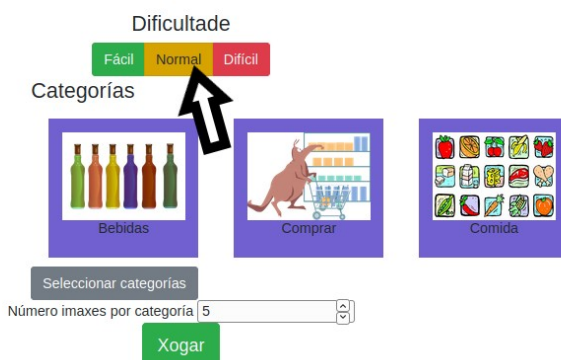 Dificultade
Fácil Normal Difícil
Categorías
Bebidas Comprar Comida
Seleccionar categorías
Número imaxes por categoría 5
Xogar